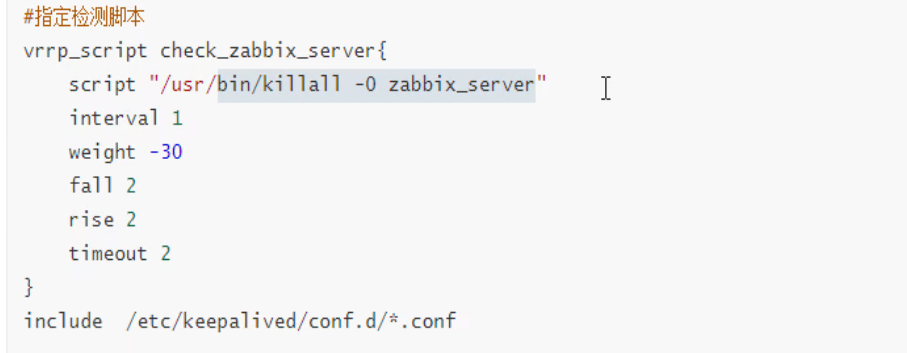 #指定检测脚本
vrrp_script check_zabbix_server{
    script "/usr/bin/killall -0 zabbix_server"
    interval 1
    weight -30
    fall 2
    rise 2
    timeout 2
}
include  /etc/keepalived/conf.d/*.conf